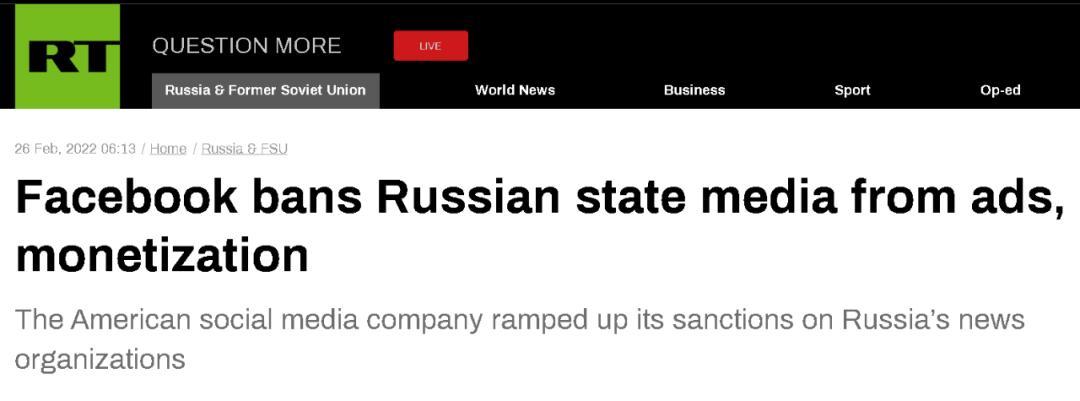 RT
QUESTION MORE
LIVE
Russia & Former Soviet Union World News Business Sport Op-ed
26 Feb, 2022 06:13 / Home / Russia & FSU
Facebook bans Russian state media from ads,
monetization
The American social media company ramped up its sanctions on Russia’s news
organizations